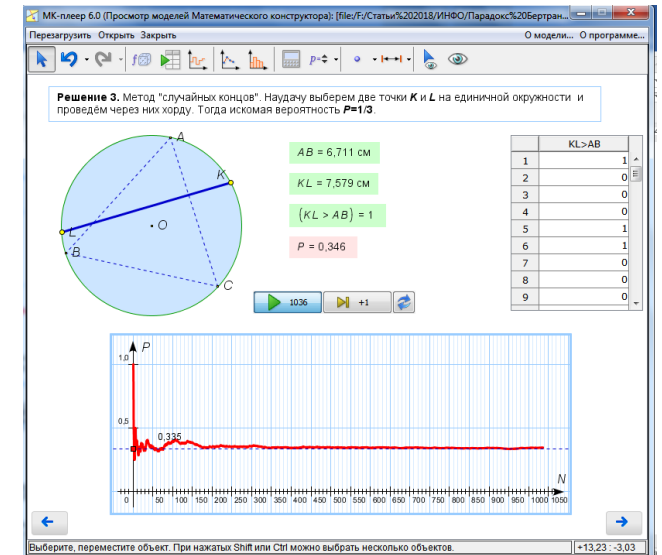 МК-плеер 6.0 (Просмотр моделей Математического конструктора): [file:/F:/Статьи%202018/ИНФО/Парадокс%20Бертран...
Перезагрузить Открыть Закрыть О модели... О программе...
Решение 3. Метод "случайных концов". Наудачу выберем две точки K и L на единичной окружности и
проведём через них хорду. Тогда искомая вероятность P=1/3.
A
K
L
O
B
C
AB = 6,711 см
KL = 7,579 см
(KL > AB) = 1
P = 0,346
1036 +1
KL>AB
1 1
2 0
3 0
4 0
5 1
6 1
7 0
8 0
9 0
P
1,0
0,5
0,335
N
0 50 100 150 200 250 300 350 400 450 500 550 600 650 700 750 800 850 900 950 1000 1050
Выберите, переместите объект. При нажатых Shift или Ctrl можно выбрать несколько объектов. +13,23 : -3,03